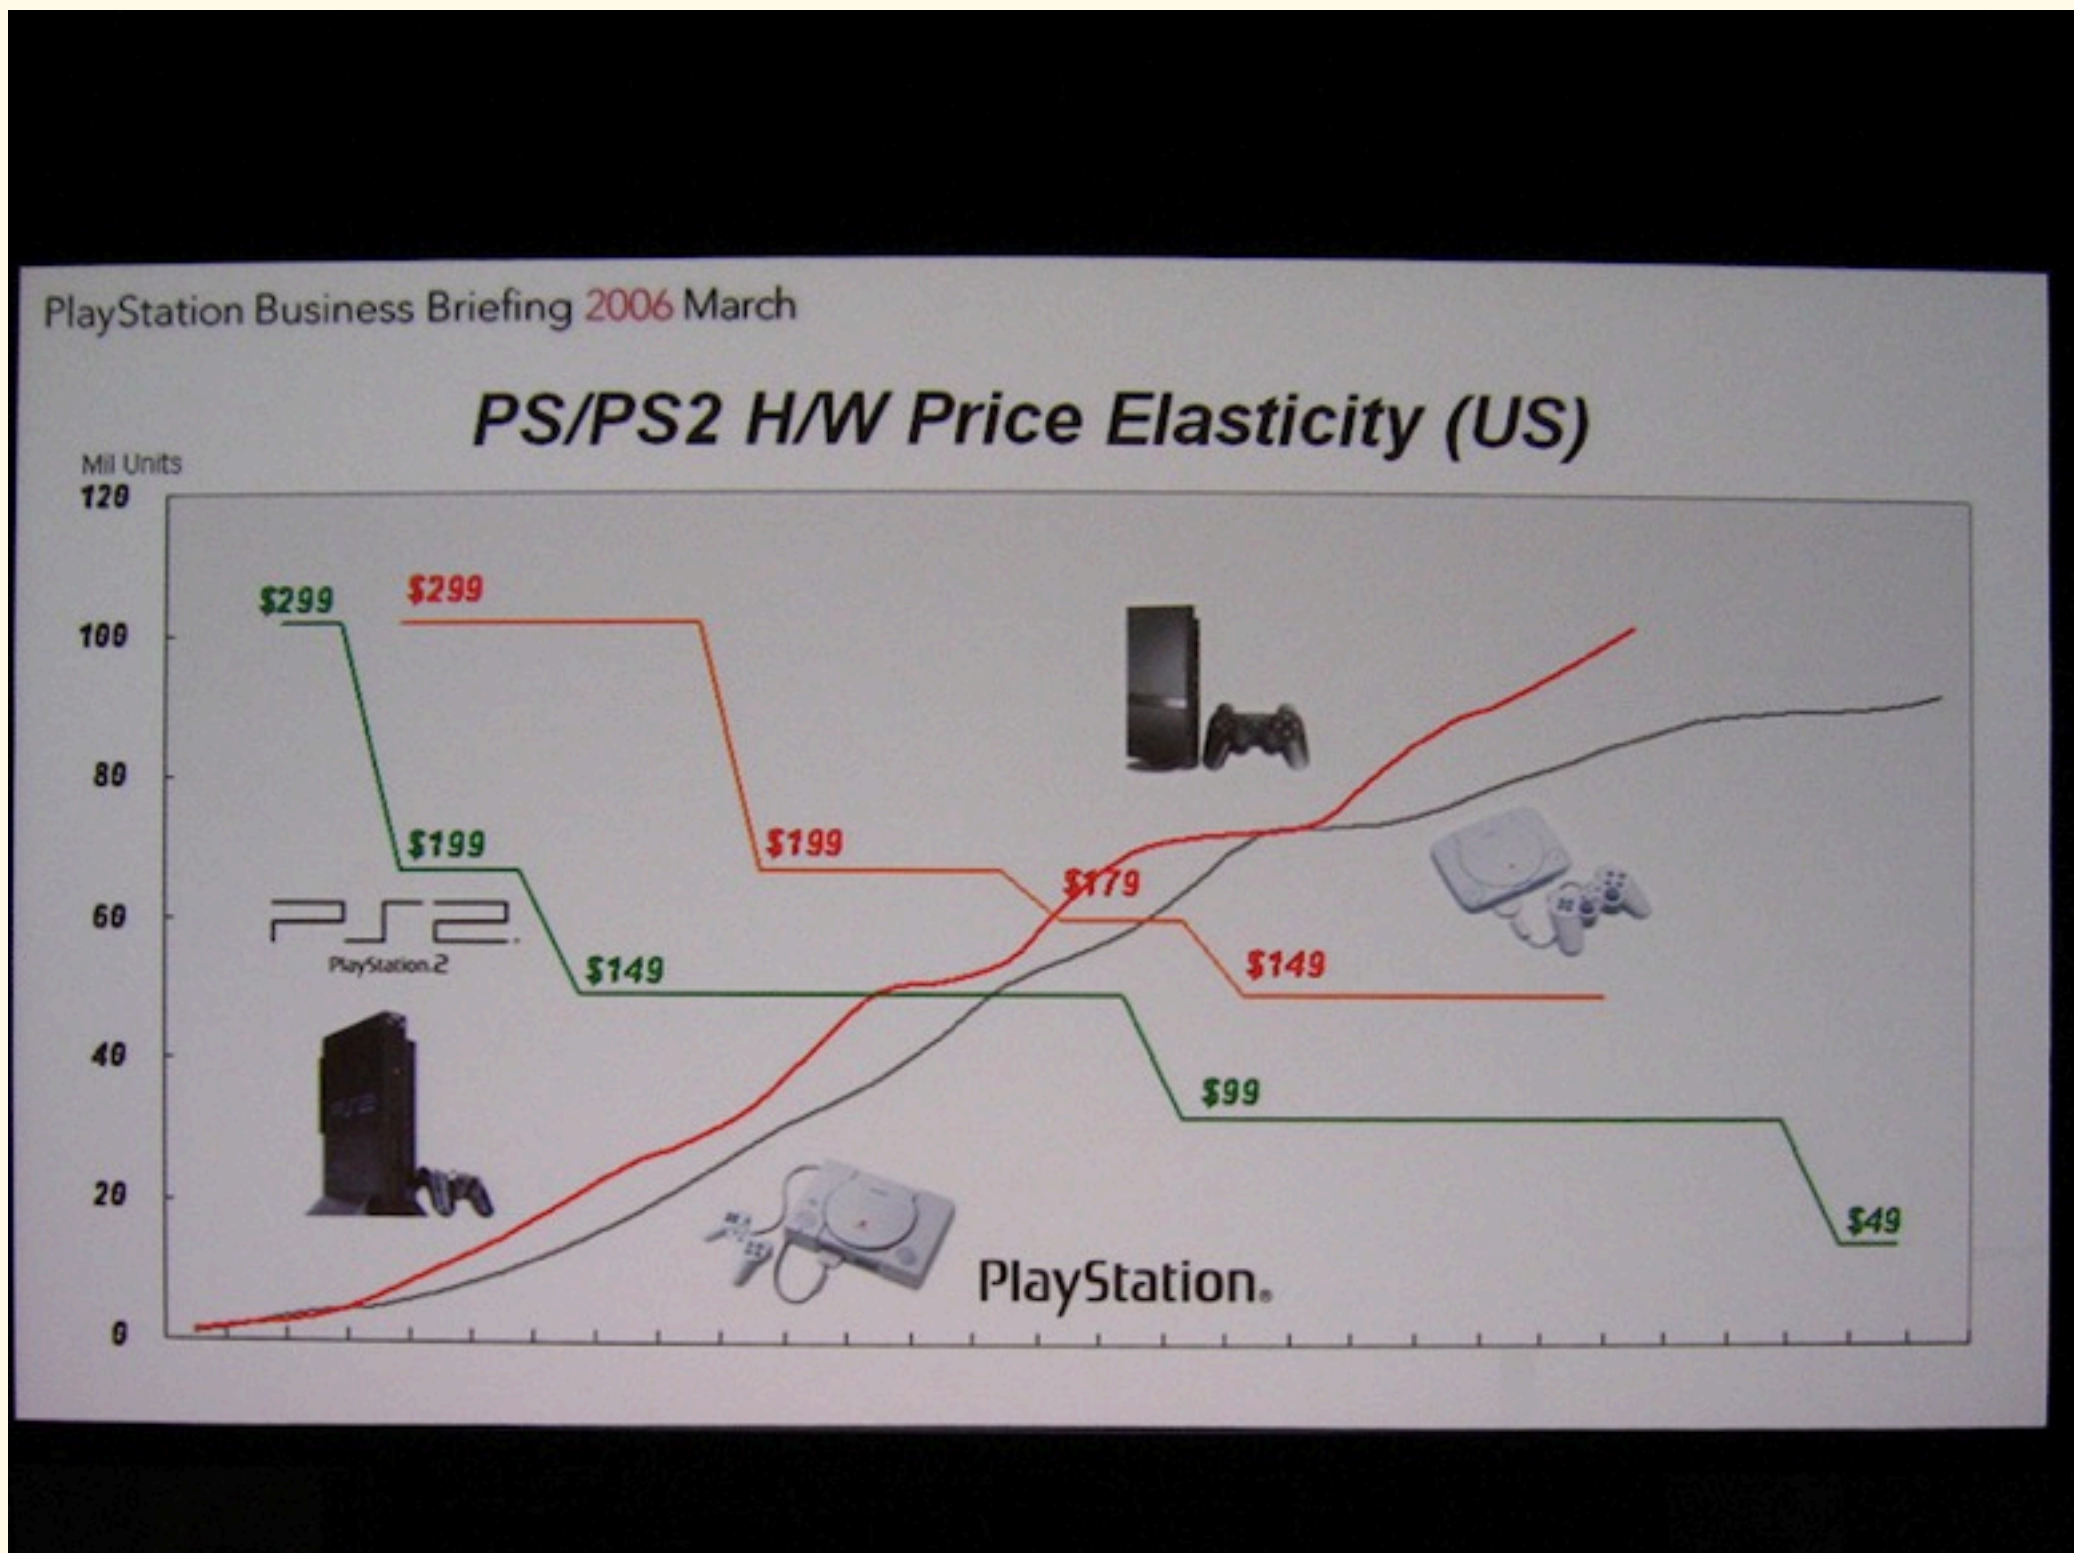 PlayStation Business Briefing 2006 March
PS/PS2 H/W Price Elasticity (US)
Mil Units
120
$299
$299
100
80
$199
$199
$179
60
PS2
PlayStation.2
$149
$149
40
$99
20
$49
PlayStation®
0